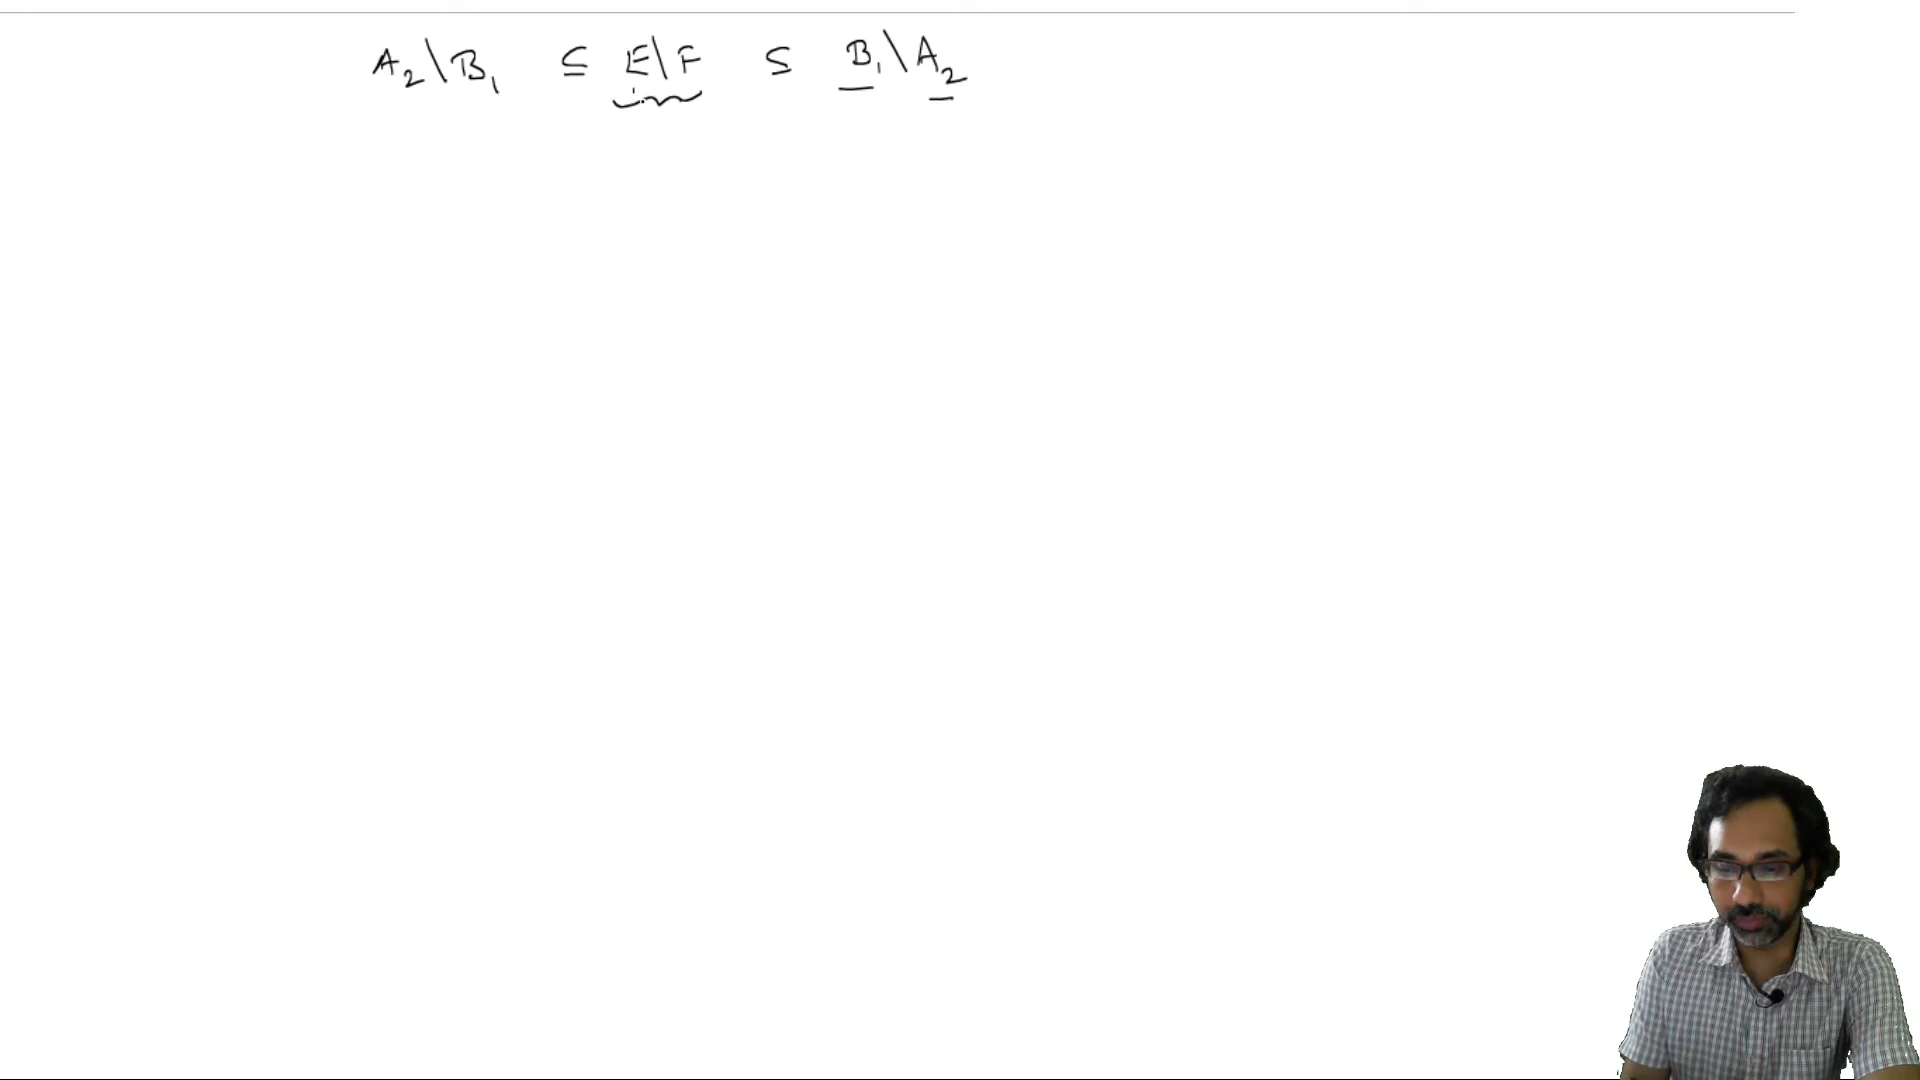 A₂\B₁ ⊆ E\F ⊆ B₁\A₂